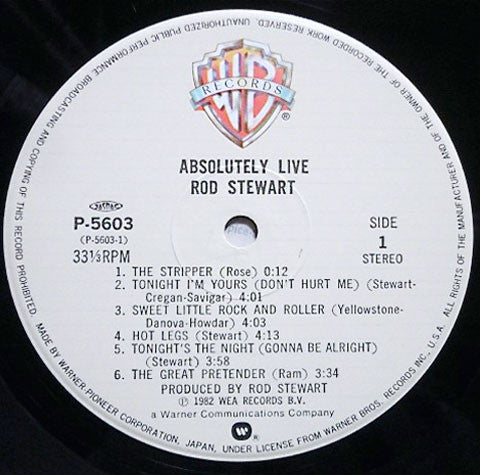 UNAUTHORIZED PUBLIC PERFORMANCE BROADCASTING AND COPYING OF THIS RECORD PROHIBITED. MADE BY WARNER-PIONEER CORPORATION, JAPAN, UNDER LICENSE FROM WARNER BROS. RECORDS INC., U.S.A. ALL RIGHTS OF THE MANUFACTURER AND OF THE OWNER OF THE RECORDED WORK RESERVED.
WB
RECORDS
®
ABSOLUTELY LIVE
ROD STEWART
JASRAC
P-5603
(P-5603-1)
33⅓RPM
SIDE
1
STEREO
1. THE STRIPPER (Rose) 0:12
2. TONIGHT I'M YOURS (DON'T HURT ME) (Stewart-
Cregan-Savigar) 4:01
3. SWEET LITTLE ROCK AND ROLLER (Yellowstone-
Danova-Howdar) 4:03
4. HOT LEGS (Stewart) 4:13
5. TONIGHT'S THE NIGHT (GONNA BE ALRIGHT)
(Stewart) 3:58
6. THE GREAT PRETENDER (Ram) 3:34
PRODUCED BY ROD STEWART
℗ 1982 WEA RECORDS B.V.
a Warner Communications Company
W®